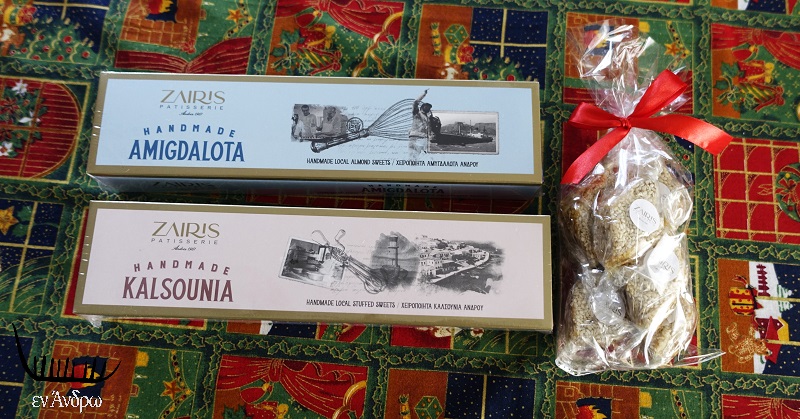 ZAIRIS
PATISSERIE
HANDMADE
AMIGDALOTA
HANDMADE LOCAL ALMOND SWEETS / ΧΕΙΡΟΠΟΙΗΤΑ ΑΜΥΓΔΑΛΩΤΑ ΑΝΔΡΟΥ
ZAIRIS
PATISSERIE
HANDMADE
KALSOUNIA
HANDMADE LOCAL STUFFED SWEETS / ΧΕΙΡΟΠΟΙΗΤΑ ΚΑΛΣΟΥΝΙΑ ΑΝΔΡΟΥ
ZAIRIS
εν Άνδρω